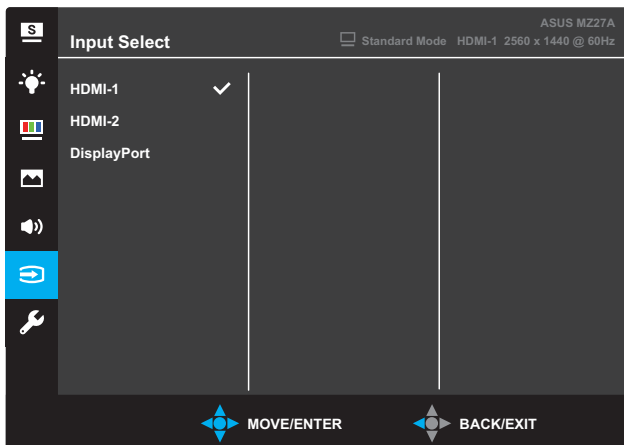 S
ASUS MZ27A
Input Select
Standard Mode HDMI-1 2560 x 1440 @ 60Hz
HDMI-1
HDMI-2
DisplayPort
MOVE/ENTER BACK/EXIT